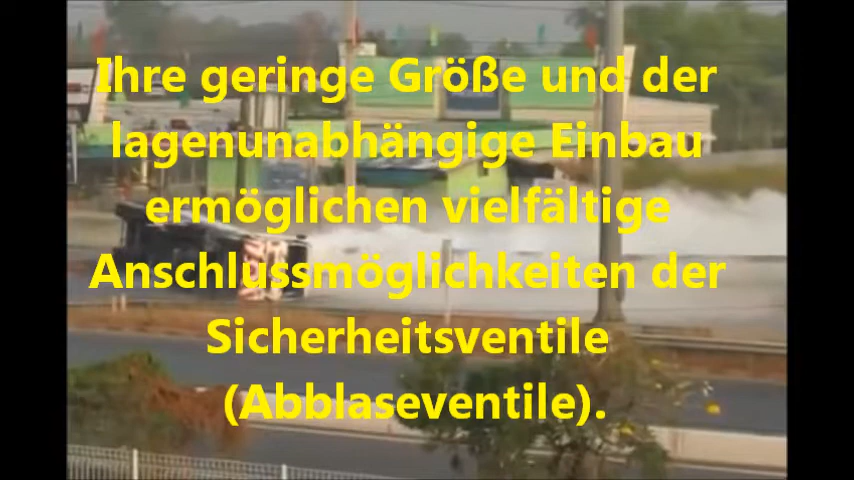 Ihre geringe Größe und der
lagenunabhängige Einbau
ermöglichen vielfältige
Anschlussmöglichkeiten der
Sicherheitsventile
(Abblaseventile).